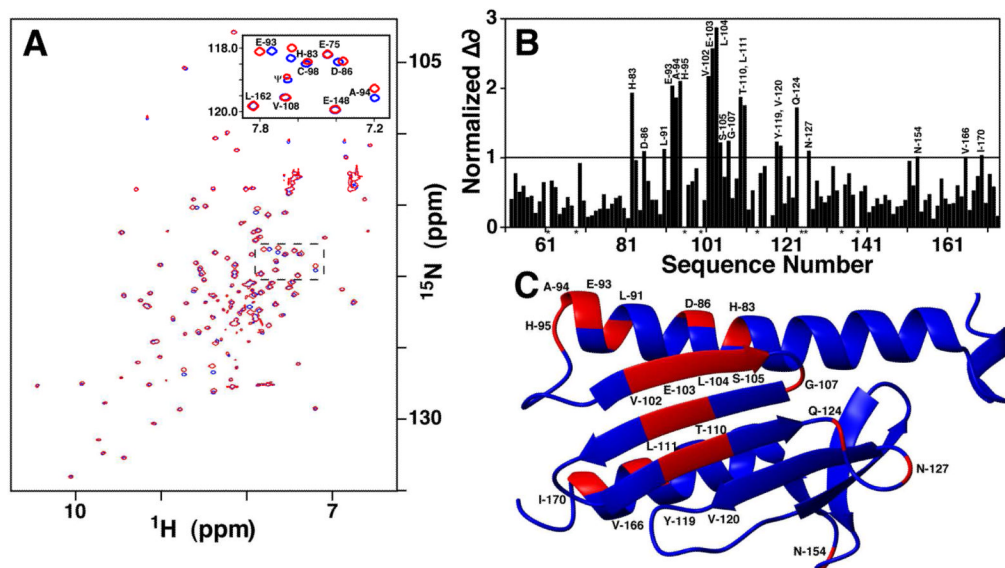 A
118.0
120.0
7.8
7.2
E-93
E-75
H-83
C-98
D-86
Ψ
A-94
L-162
V-108
E-148
105
130
15N (ppm)
10
7
1H (ppm)
B
Normalized Δ∂
3
2
1
0
H-83
D-86
L-91
E-93
A-94
H-95
V-102
E-103
L-104
S-105
G-107
T-110, L-111
Y-119, V-120
Q-124
N-127
N-154
V-166
I-170
61
81
101
121
141
161
* * * * * * * * *
Sequence Number
C
A-94
E-93
L-91
D-86
H-83
H-95
V-102
E-103
L-104
S-105
G-107
T-110
Q-124
L-111
N-127
I-170
V-166
Y-119
V-120
N-154